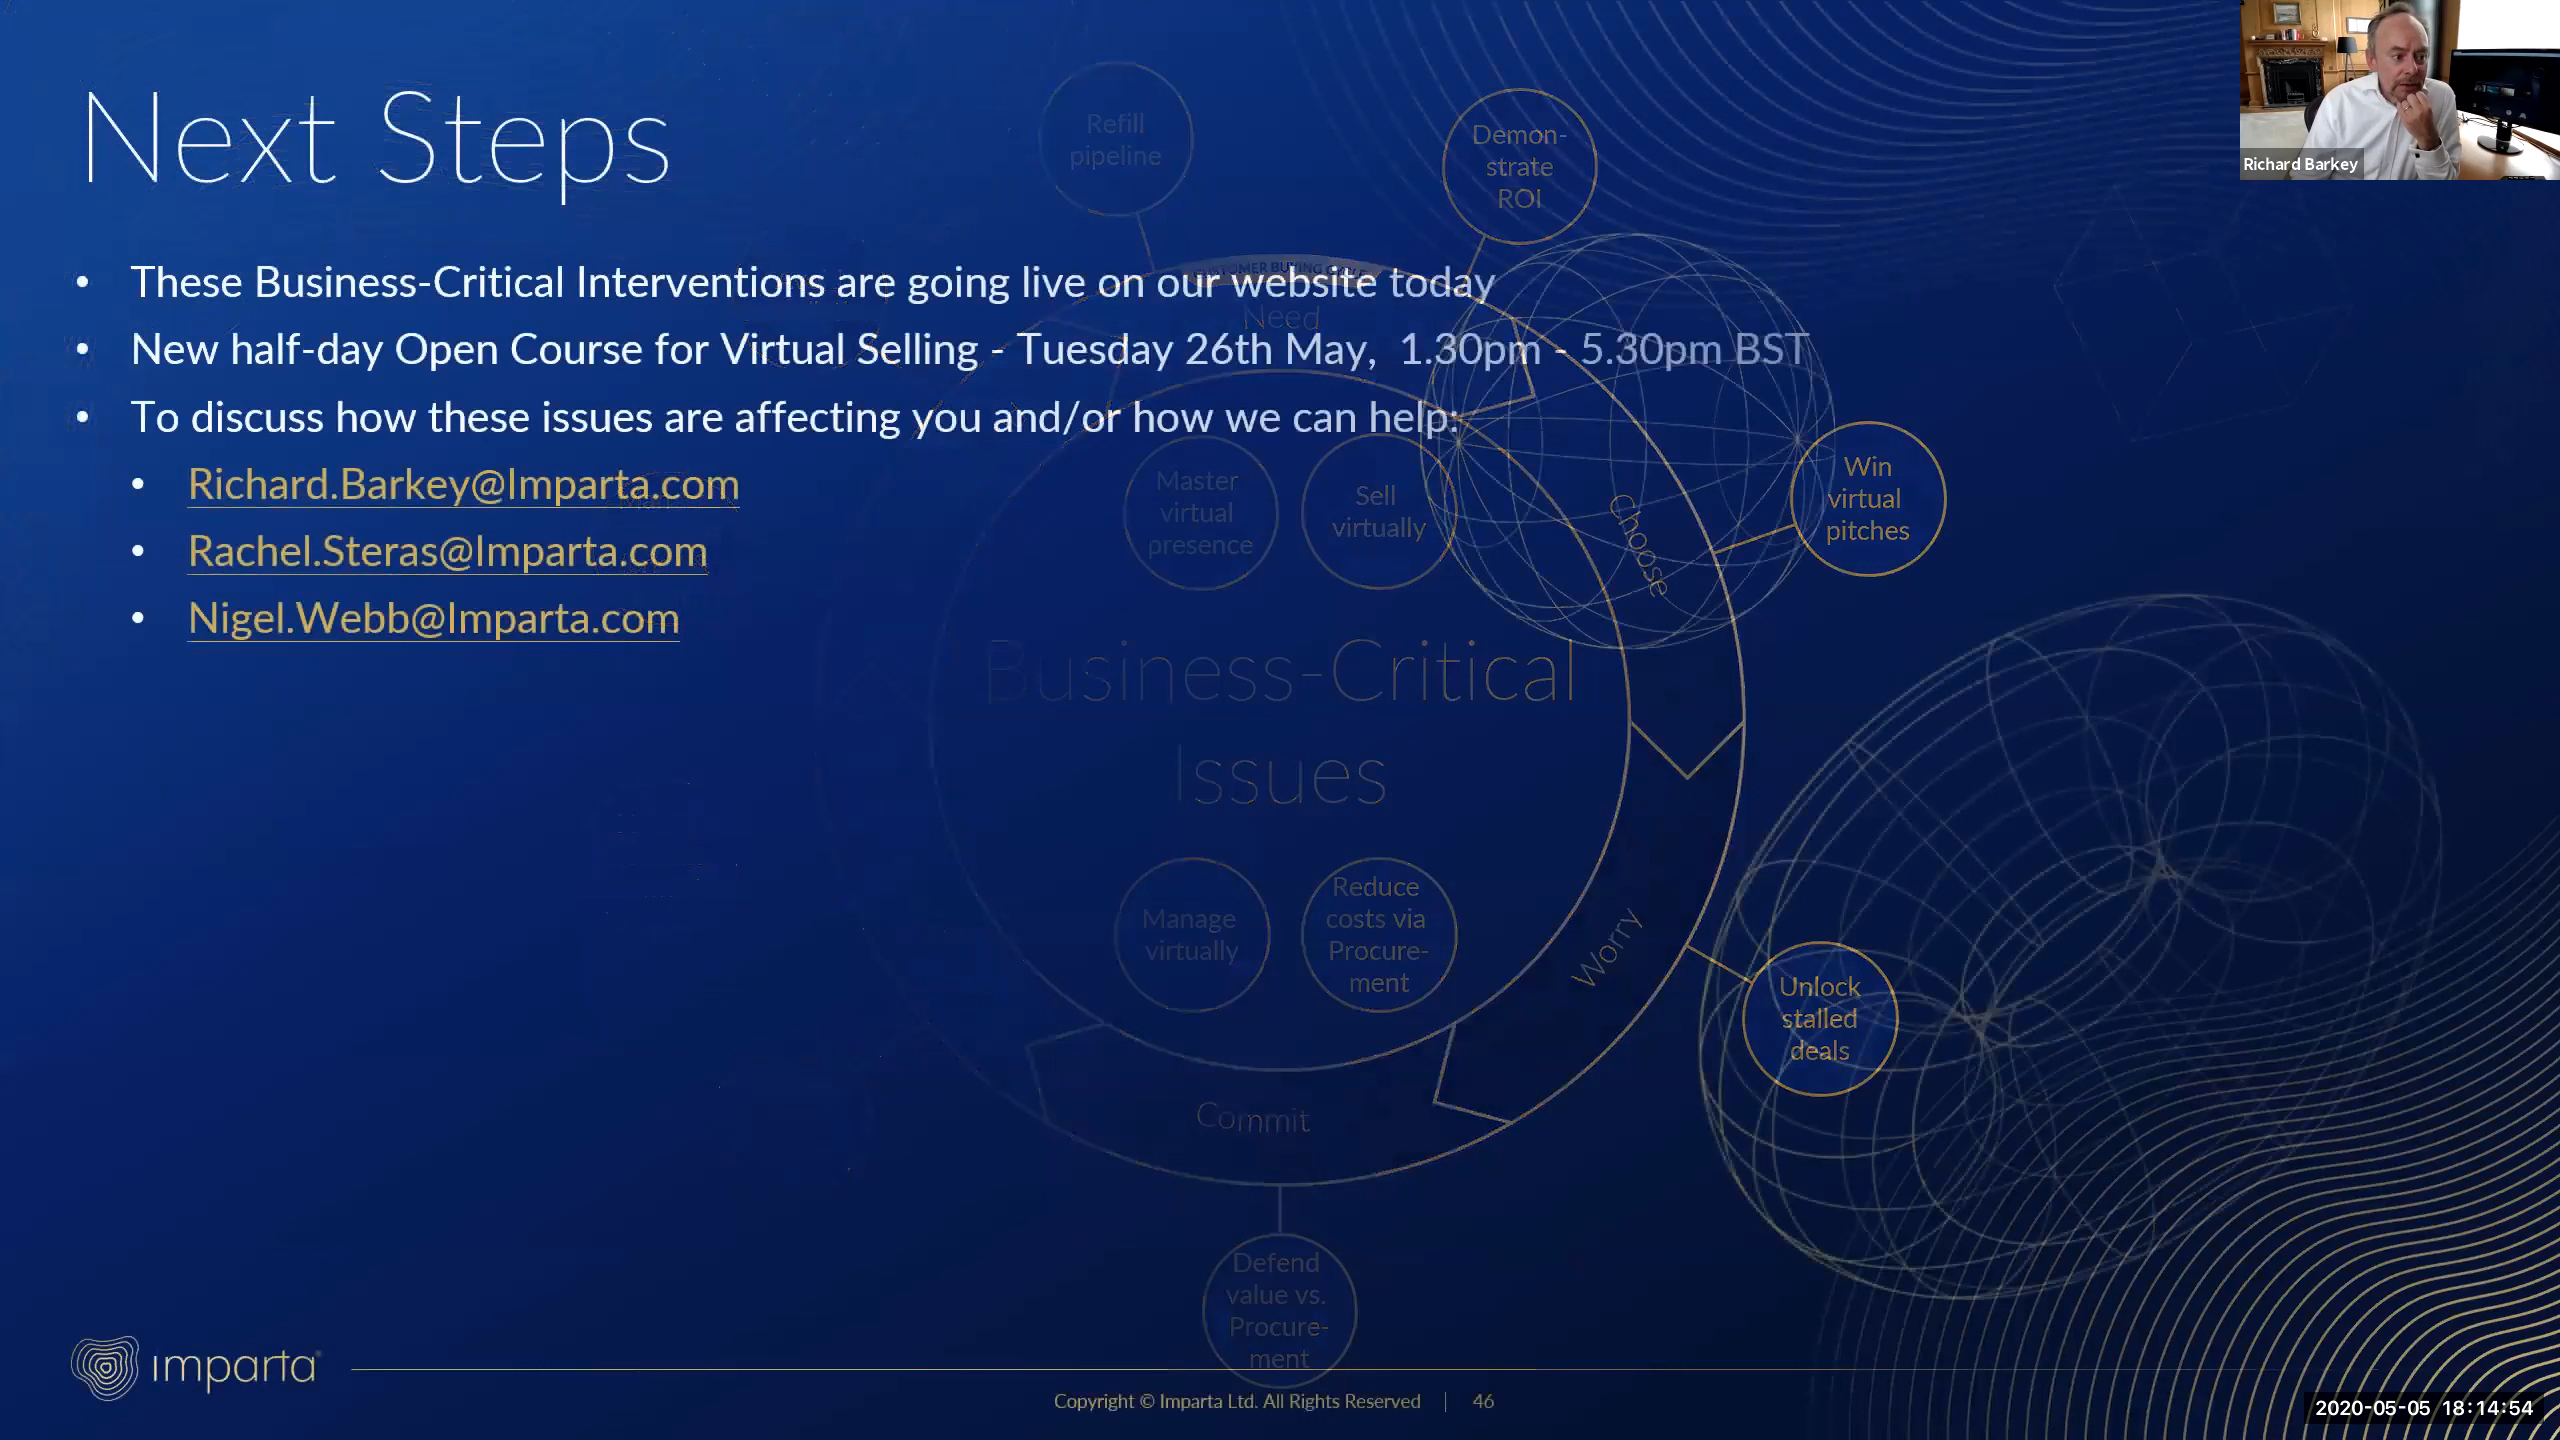 Next Steps
• These Business-Critical Interventions are going live on our website today
• New half-day Open Course for Virtual Selling - Tuesday 26th May, 1.30pm - 5.30pm BST
• To discuss how these issues are affecting you and/or how we can help:
• Richard.Barkey@Imparta.com
• Rachel.Steras@Imparta.com
• Nigel.Webb@Imparta.com
Richard Barkey
Refill
pipeline
Demon-
strate
ROI
CUSTOMER BUYING CYCLE
Need
Master
virtual
presence
Sell
virtually
Choose
Win
virtual
pitches
Business-Critical
Issues
Manage
virtually
Reduce
costs via
Procure-
ment
Worry
Unlock
stalled
deals
Commit
Defend
value vs.
Procure-
ment
imparta
Copyright © Imparta Ltd. All Rights Reserved | 46
2020-05-05 18:14:54